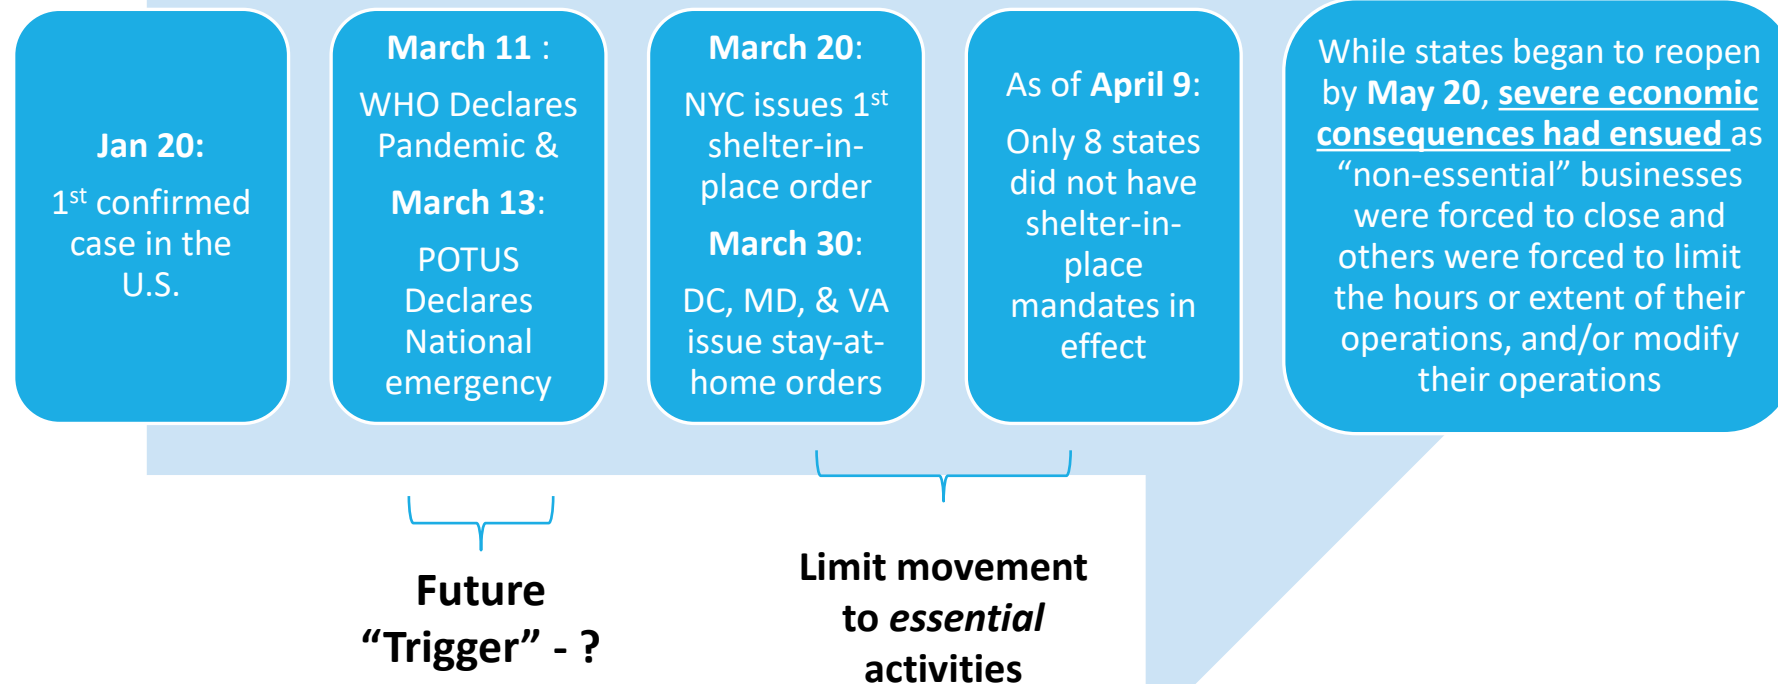 Jan 20:
1st confirmed
case in the
U.S.
March 11 :
WHO Declares
Pandemic &
March 13:
POTUS
Declares
National
emergency
March 20:
NYC issues 1st
shelter-in-
place order
March 30:
DC, MD, & VA
issue stay-at-
home orders
As of April 9:
Only 8 states
did not have
shelter-in-
place
mandates in
effect
While states began to reopen
by May 20, severe economic
consequences had ensued as
“non-essential” businesses
were forced to close and
others were forced to limit
the hours or extent of their
operations, and/or modify
their operations
Future
“Trigger” - ?
Limit movement
to essential
activities